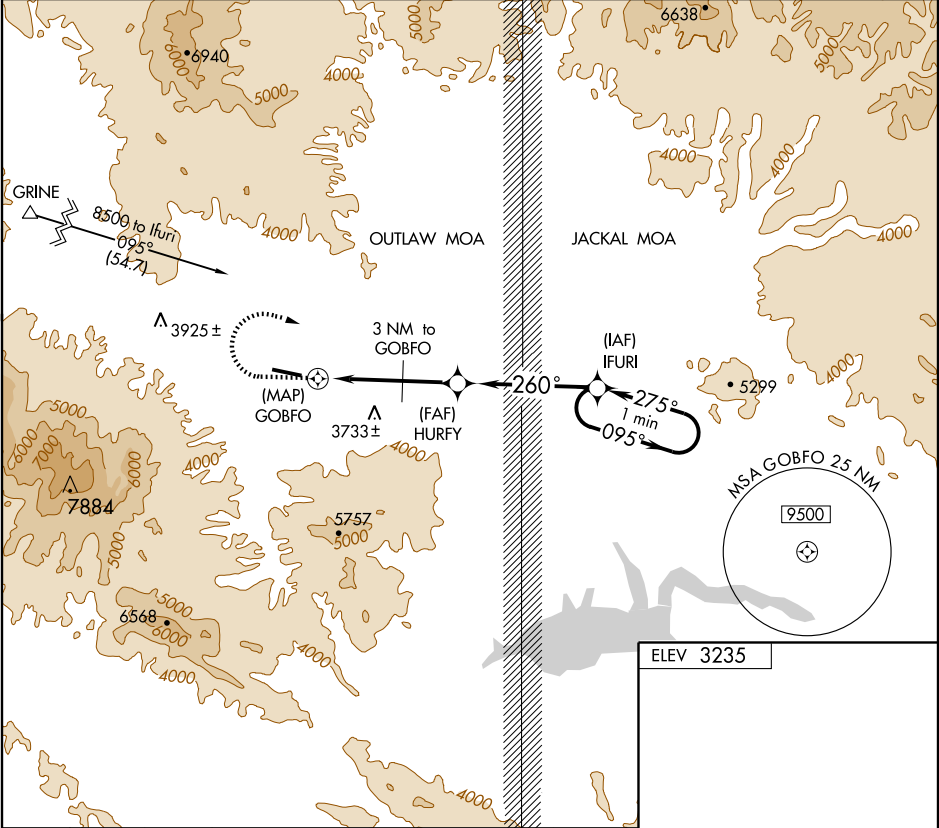 6638
6940
6000
5000
4000
5000
4000
4000
GRINE
8500 to Ifuri
095°
(54.7)
4000
OUTLAW MOA
JACKAL MOA
4000
3925 ±
3 NM to
GOBFO
(IAF)
IFURI
260°
275°
1 min
095°
5299
4000
(MAP)
GOBFO
(FAF)
HURFY
3733 ±
4000
5000
6000
7000
6000
4000
7884
5000
5757
5000
MSA GOBFO 25 NM
9500
5000
6568
6000
4000
4000
ELEV 3235
4000